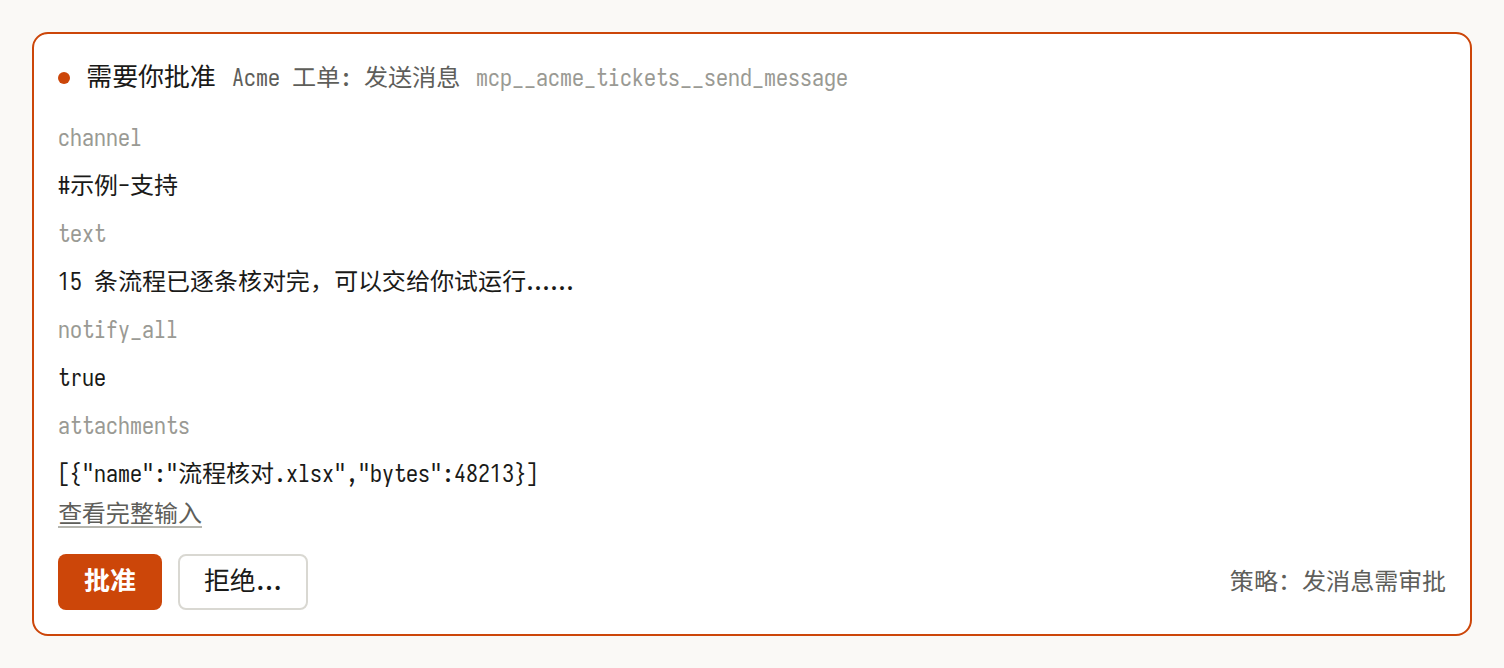 需要你批准 Acme 工单：发送消息 mcp__acme_tickets__send_message
channel
#示例-支持
text
15 条流程已逐条核对完，可以交给你试运行……
notify_all
true
attachments
[{"name":"流程核对.xlsx","bytes":48213}]
查看完整输入
批准 拒绝… 策略：发消息需审批